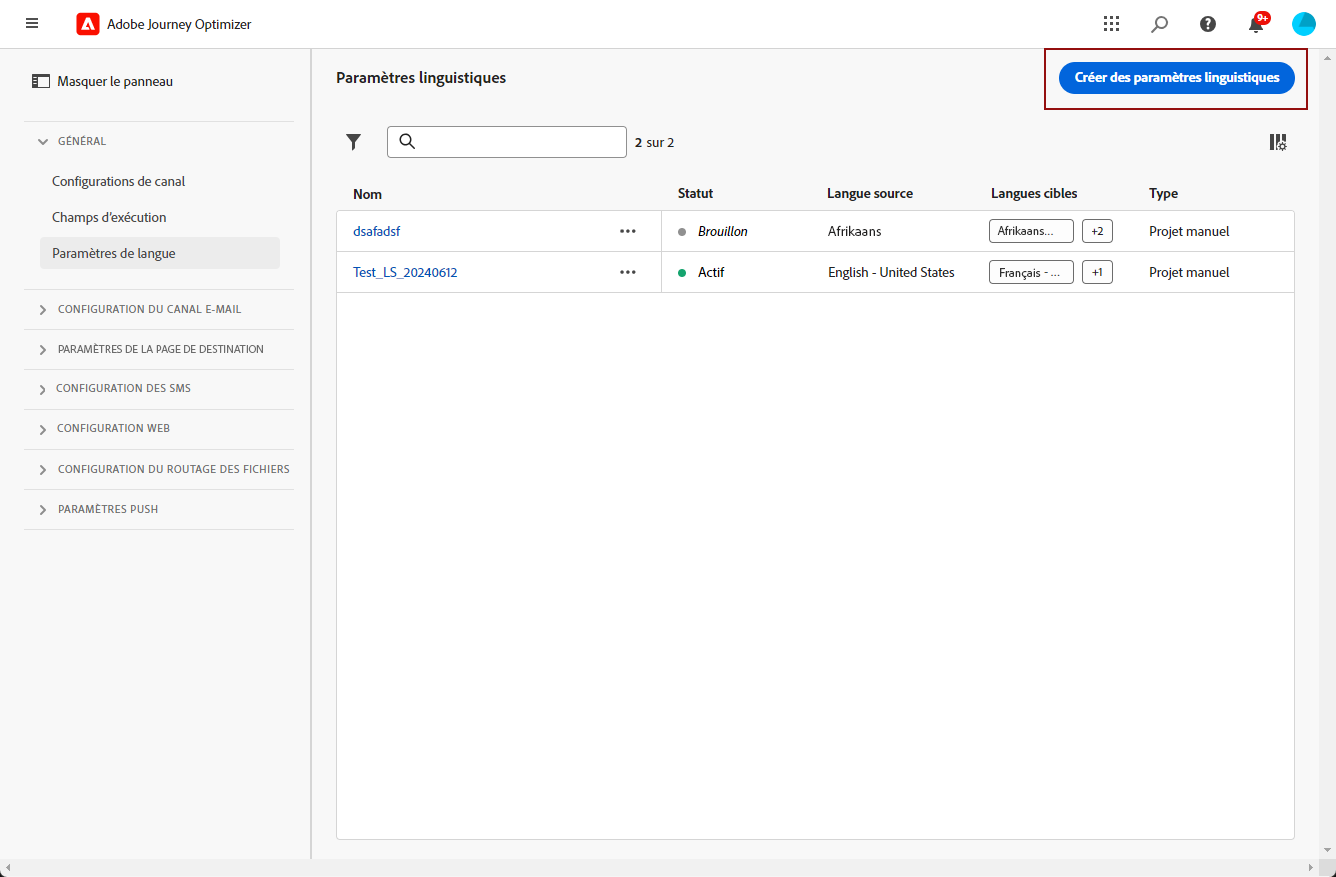 Adobe Journey Optimizer
9+
Masquer le panneau
GÉNÉRAL
Configurations de canal
Champs d'exécution
Paramètres de langue
CONFIGURATION DU CANAL E-MAIL
PARAMÈTRES DE LA PAGE DE DESTINATION
CONFIGURATION DES SMS
CONFIGURATION WEB
CONFIGURATION DU ROUTAGE DES FICHIERS
PARAMÈTRES PUSH
Paramètres linguistiques
Créer des paramètres linguistiques
2 sur 2
Nom Statut Langue source Langues cibles Type
dsafadsf ••• Brouillon Afrikaans Afrikaans... +2 Projet manuel
Test_LS_20240612 ••• Actif English - United States Français - ... +1 Projet manuel